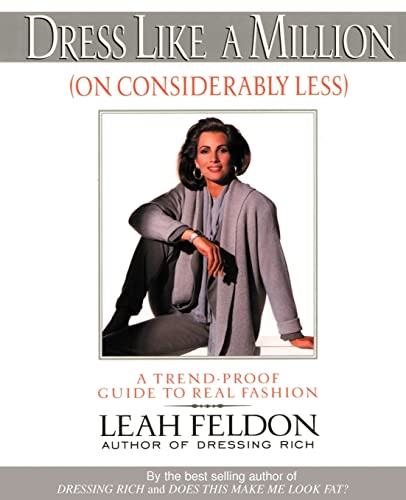 DRESS LIKE A MILLION
(ON CONSIDERABLY LESS)
A TREND-PROOF
GUIDE TO REAL FASHION
LEAH FELDON
AUTHOR OF DRESSING RICH
By the best selling author of
DRESSING RICH and DOES THIS MAKE ME LOOK FAT?